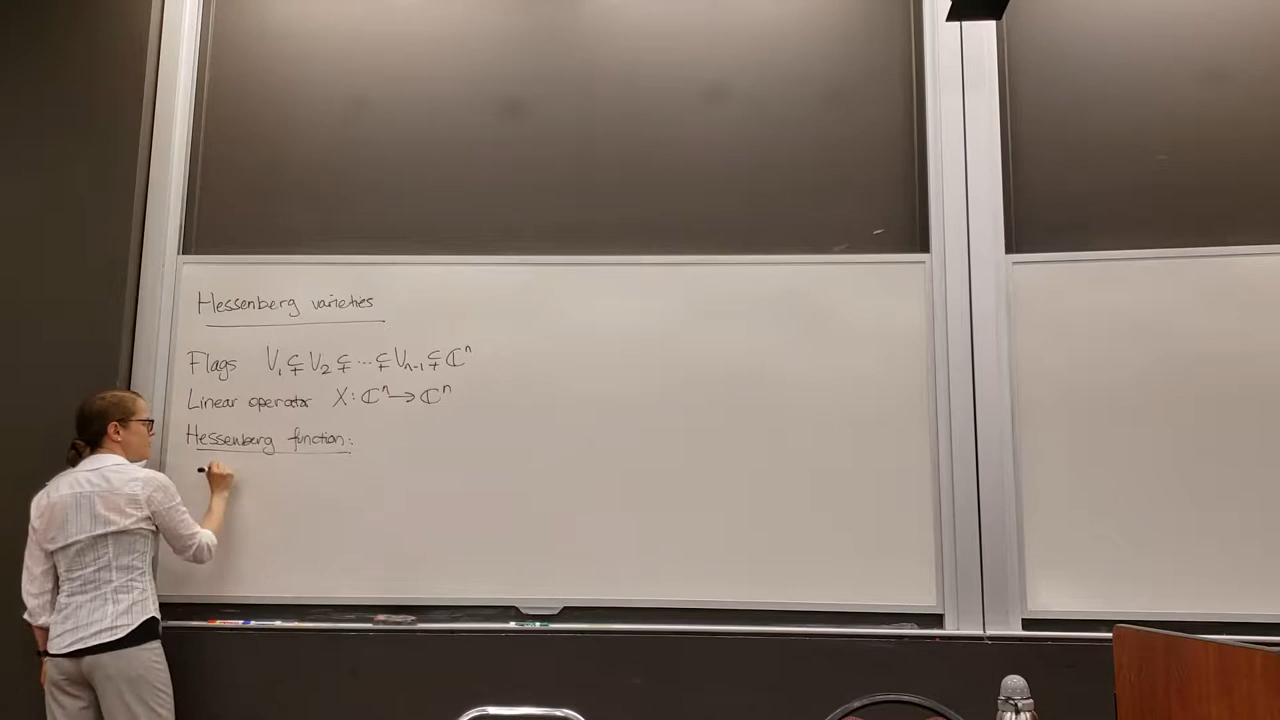 Hessenberg varieties
Flags V₁ ⊊ V₂ ⊊ ... ⊊ Vₙ₋₁ ⊊ ℂⁿ
Linear operator X: ℂⁿ → ℂⁿ
Hessenberg function: